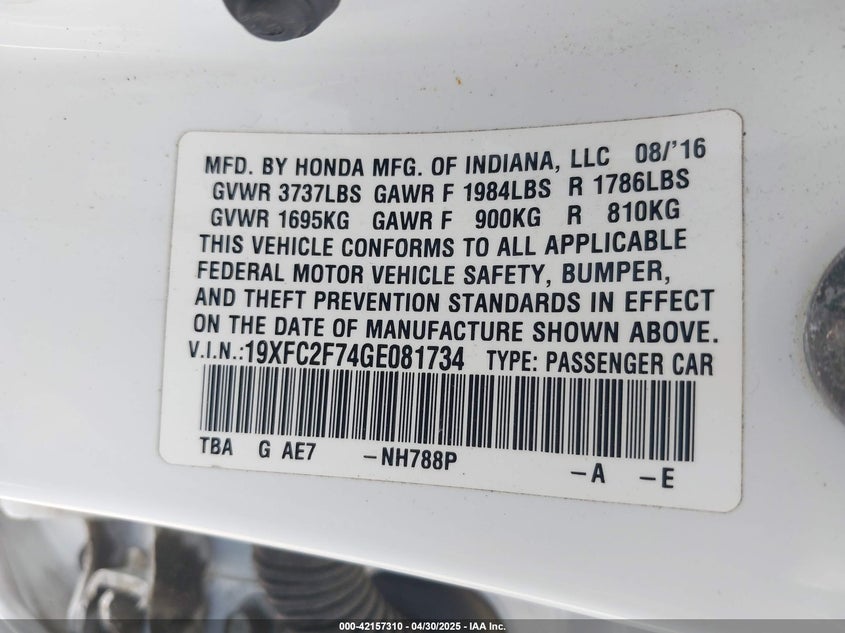 MFD. BY HONDA MFG. OF INDIANA, LLC 08/'16
GVWR 3737LBS GAWR F 1984LBS R 1786LBS
GVWR 1695KG GAWR F 900KG R 810KG
THIS VEHICLE CONFORMS TO ALL APPLICABLE
FEDERAL MOTOR VEHICLE SAFETY, BUMPER,
AND THEFT PREVENTION STANDARDS IN EFFECT
ON THE DATE OF MANUFACTURE SHOWN ABOVE.
V.I.N.:19XFC2F74GE081734 TYPE: PASSENGER CAR
TBA G AE7 –NH788P –A –E
000-42157310 - 04/30/2025 - IAA Inc.